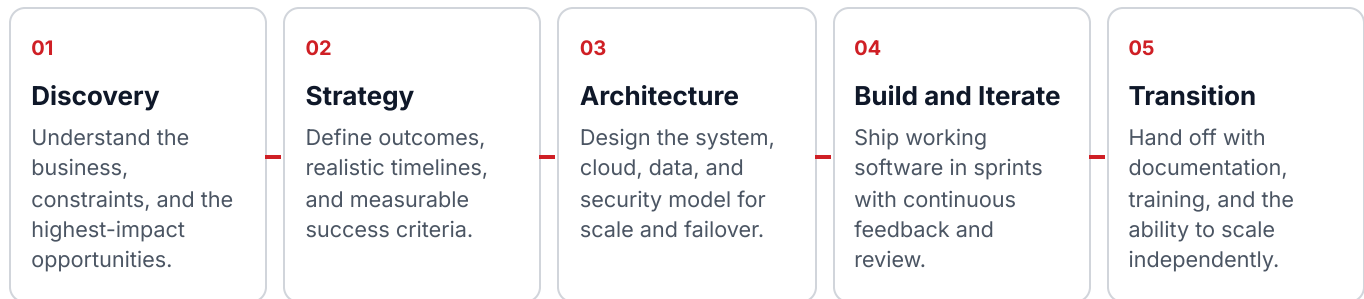 01
Discovery
Understand the
business,
constraints, and the
highest-impact
opportunities.
02
Strategy
Define outcomes,
realistic timelines,
and measurable
success criteria.
03
Architecture
Design the system,
cloud, data, and
security model for
scale and failover.
04
Build and Iterate
Ship working
software in sprints
with continuous
feedback and
review.
05
Transition
Hand off with
documentation,
training, and the
ability to scale
independently.